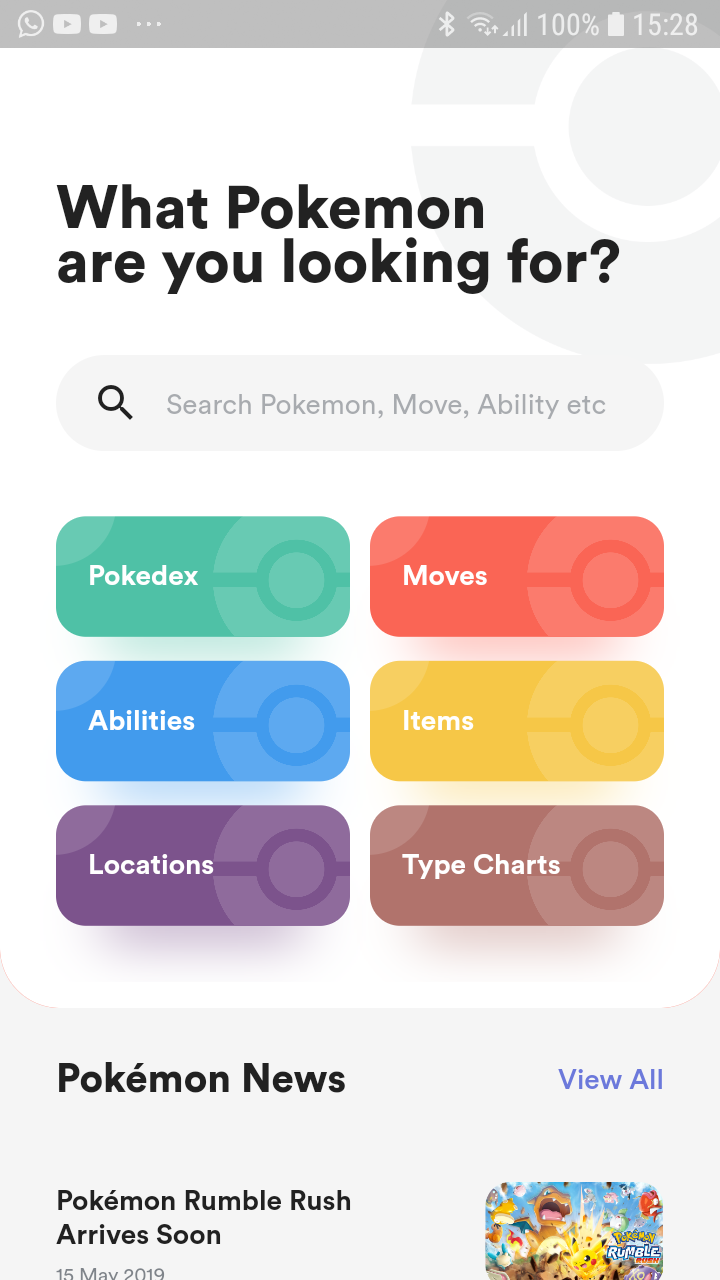 100% 15:28
What Pokemon
are you looking for?
Search Pokemon, Move, Ability etc
Pokedex
Moves
Abilities
Items
Locations
Type Charts
Pokémon News
View All
Pokémon Rumble Rush
Arrives Soon
15 May 2019
Pokémon
RUMBLE
RUSH